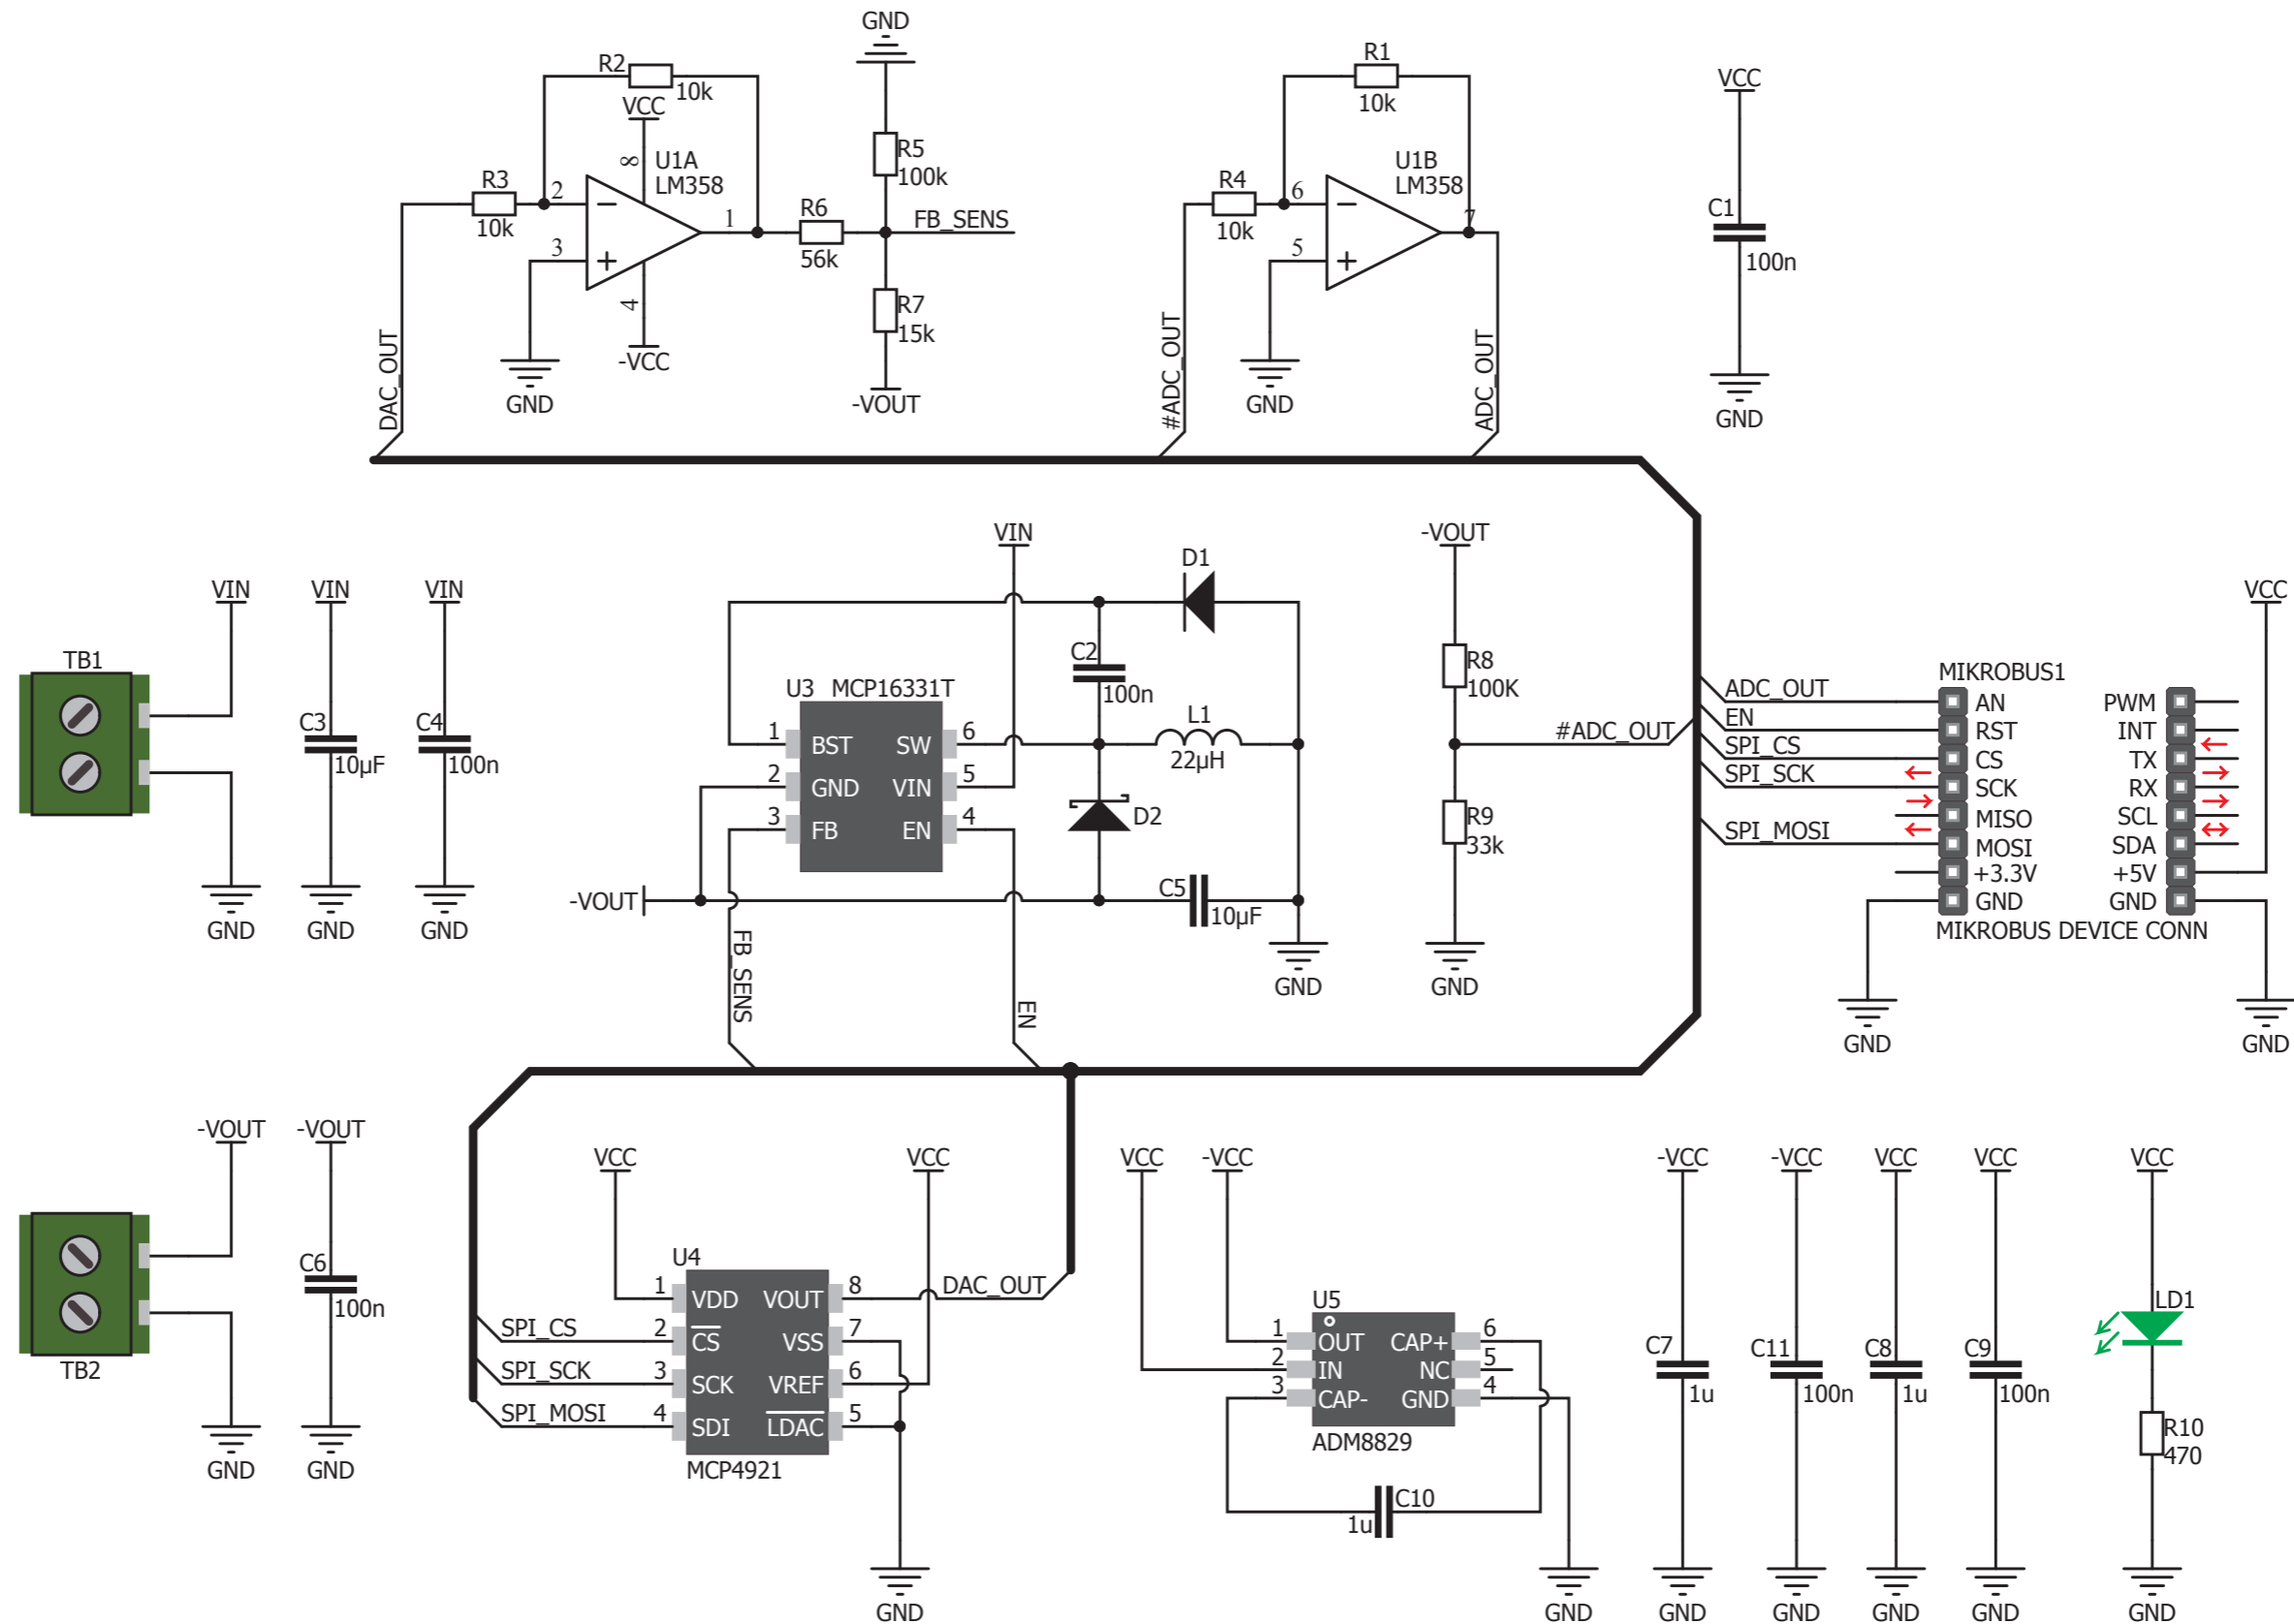 GND
R2
10k
VCC
8
U1A
LM358
R3
10k
2
3
1
4
-VCC
GND
DAC_OUT
R6
56k
R5
100k
FB_SENS
R7
15k
-VOUT
R1
10k
U1B
LM358
R4
10k
6
5
7
GND
#ADC_OUT
ADC_OUT
VCC
C1
100n
GND
TB1
VIN
GND
VIN
C3
10µF
GND
VIN
C4
100n
GND
VIN
D1
C2
100n
U3 MCP16331T
1 BST SW 6
2 GND VIN 5
3 FB EN 4
L1
22µH
D2
-VOUT
C5
10µF
GND
FB_SENS
EN
-VOUT
R8
100K
#ADC_OUT
R9
33k
GND
ADC_OUT
EN
SPI_CS
SPI_SCK
SPI_MOSI
MIKROBUS1
AN PWM
RST INT
CS TX
SCK RX
MISO SCL
MOSI SDA
+3.3V +5V
GND GND
MIKROBUS DEVICE CONN
VCC
GND
GND
-VOUT
TB2
GND
-VOUT
C6
100n
GND
VCC
VCC
U4
1 VDD VOUT 8
2 CS VSS 7
3 SCK VREF 6
4 SDI LDAC 5
MCP4921
SPI_CS
SPI_SCK
SPI_MOSI
DAC_OUT
GND
VCC
-VCC
U5
1 OUT CAP+ 6
2 IN NC 5
3 CAP- GND 4
ADM8829
C10
1u
GND
-VCC
C7
1u
GND
-VCC
C11
100n
GND
VCC
C8
1u
GND
VCC
C9
100n
GND
VCC
LD1
R10
470
GND